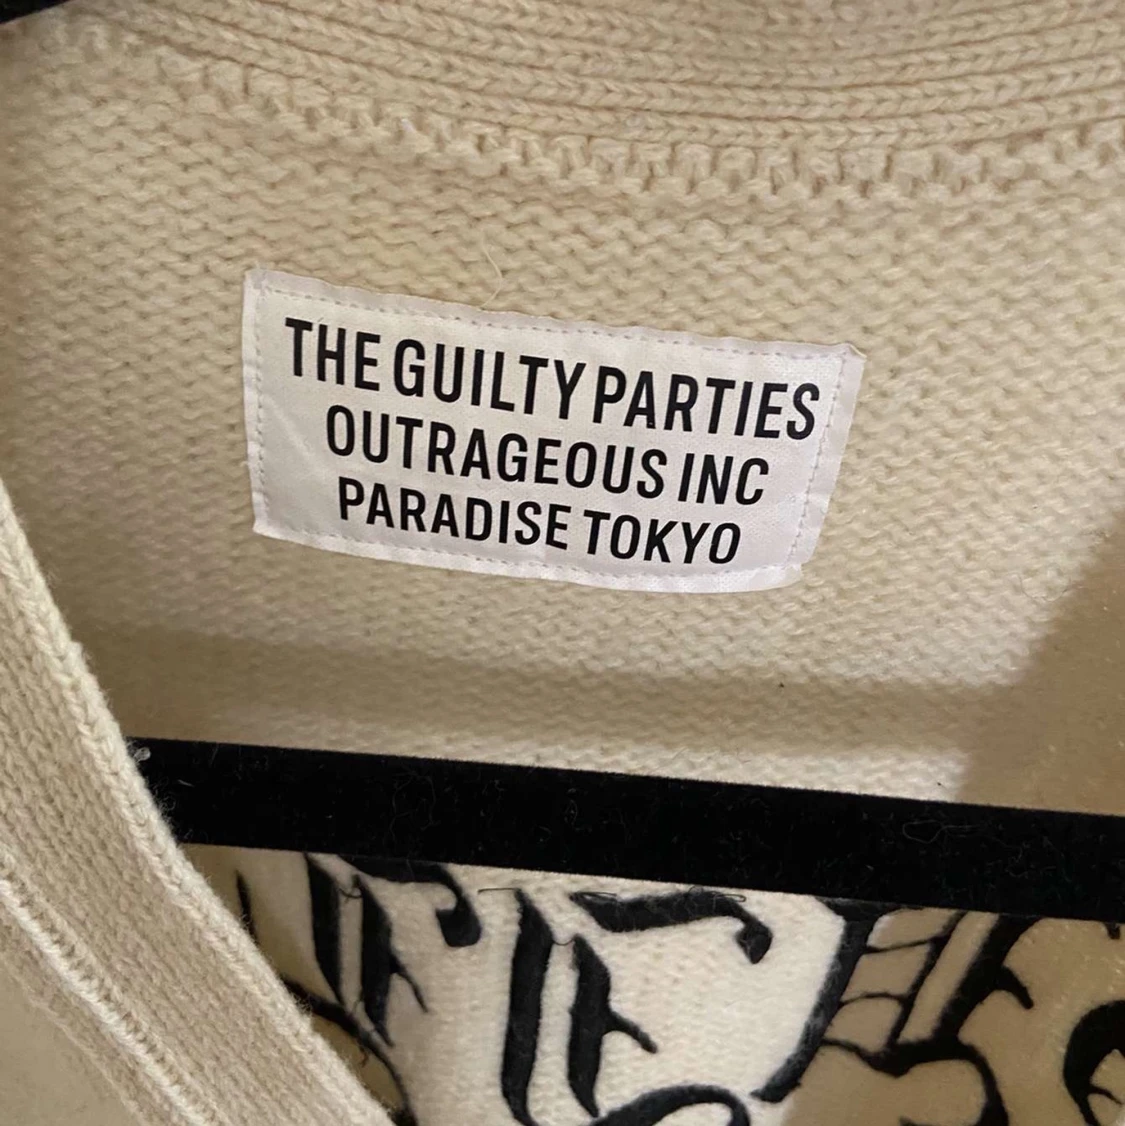 THE GUILTY PARTIES
OUTRAGEOUS INC
PARADISE TOKYO